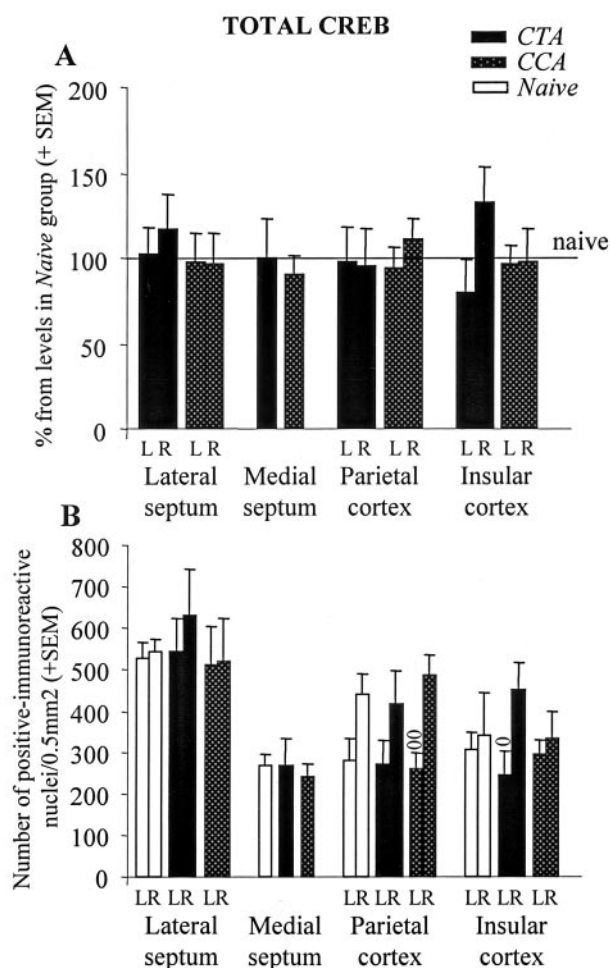 TOTAL CREB
A
CTA
CCA
Naive
% from levels in Naive group (+ SEM)
200
150
100
50
0
naive
L R L R L R L R L R L R
Lateral septum
Medial septum
Parietal cortex
Insular cortex
B
Number of positive-immunoreactive
nuclei/0.5mm2 (+SEM)
800
700
600
500
400
300
200
100
0
00
0
LR LR LR LR LR LR LR LR LR
Lateral septum
Medial septum
Parietal cortex
Insular cortex